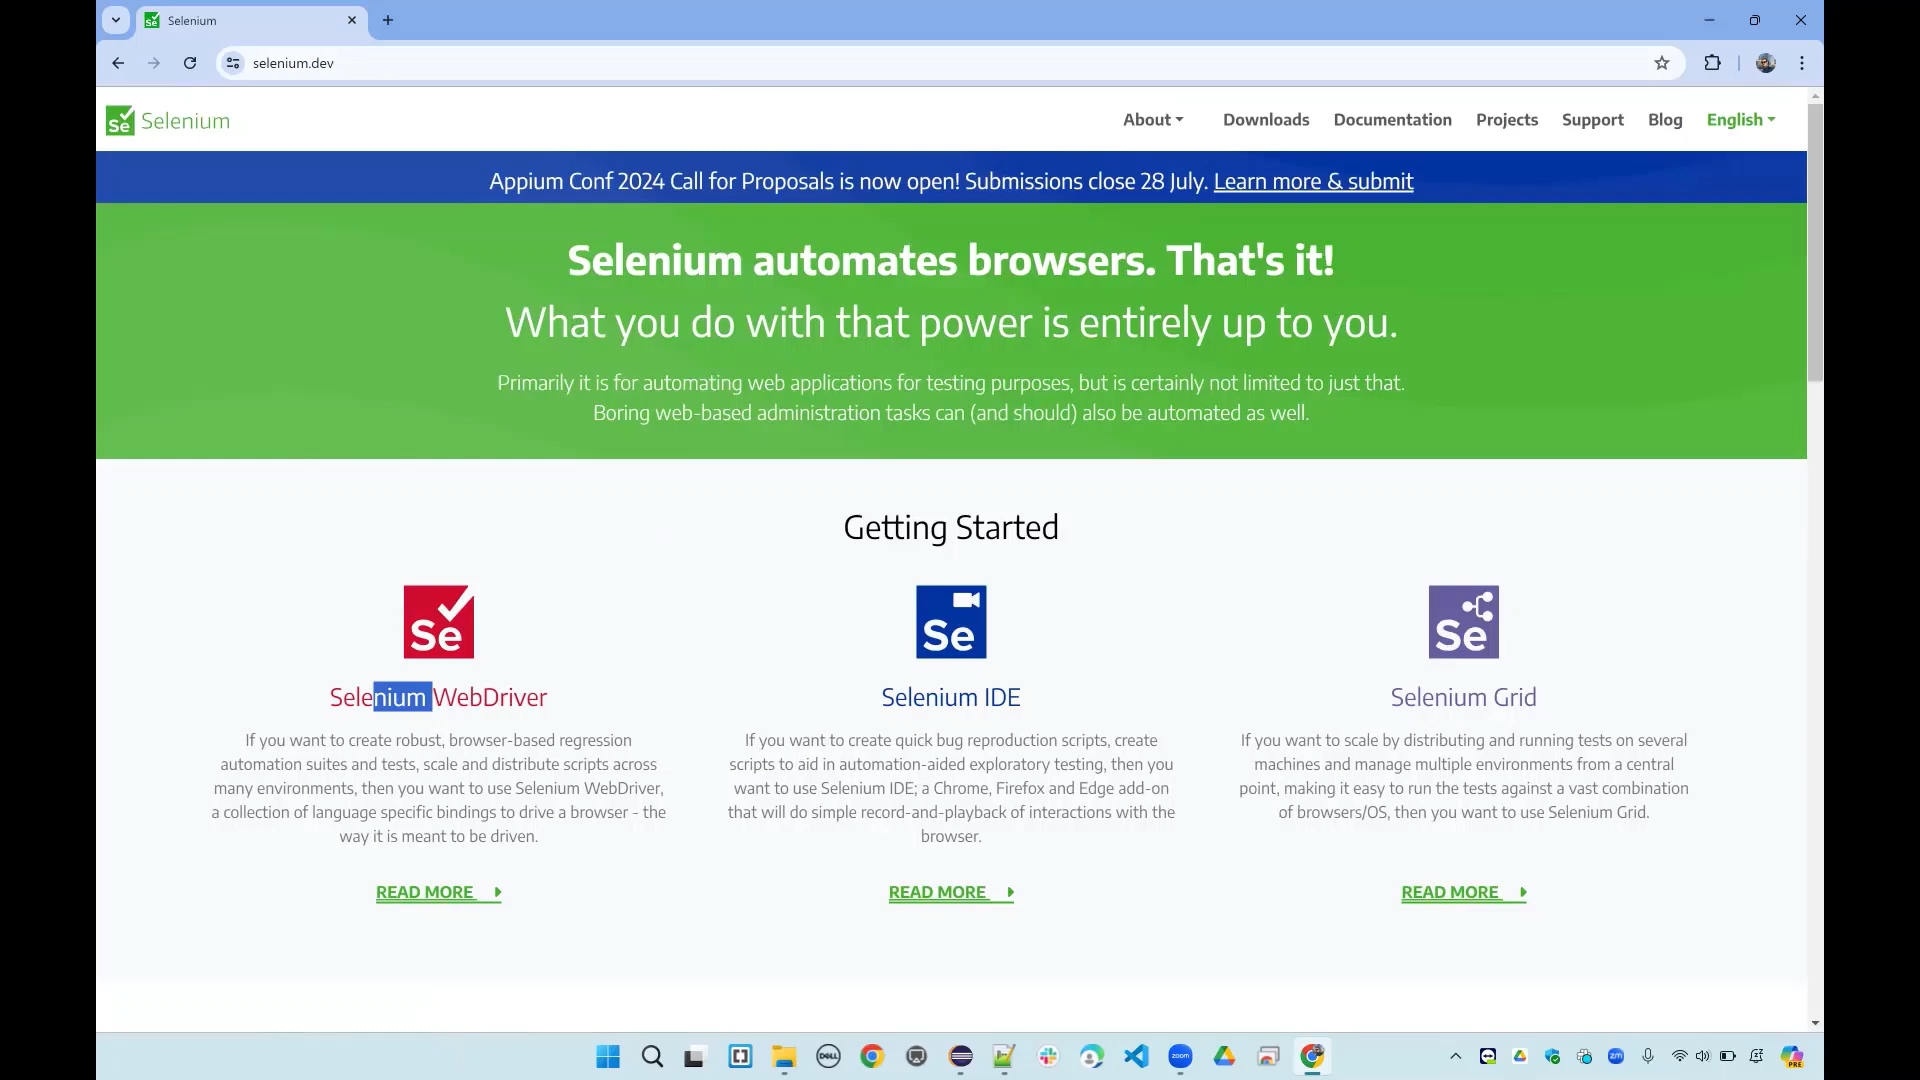 Selenium
selenium.dev
Se Selenium
About
Downloads
Documentation
Projects
Support
Blog
English
Appium Conf 2024 Call for Proposals is now open! Submissions close 28 July. Learn more & submit
Selenium automates browsers. That's it!
What you do with that power is entirely up to you.
Primarily it is for automating web applications for testing purposes, but is certainly not limited to just that.
Boring web-based administration tasks can (and should) also be automated as well.
Getting Started
Se
Selenium WebDriver
If you want to create robust, browser-based regression
automation suites and tests, scale and distribute scripts across
many environments, then you want to use Selenium WebDriver,
a collection of language specific bindings to drive a browser - the
way it is meant to be driven.
READ MORE
Se
Selenium IDE
If you want to create quick bug reproduction scripts, create
scripts to aid in automation-aided exploratory testing, then you
want to use Selenium IDE; a Chrome, Firefox and Edge add-on
that will do simple record-and-playback of interactions with the
browser.
READ MORE
Se
Selenium Grid
If you want to scale by distributing and running tests on several
machines and manage multiple environments from a central
point, making it easy to run the tests against a vast combination
of browsers/OS, then you want to use Selenium Grid.
READ MORE
DELL
zoom
zm
PRE